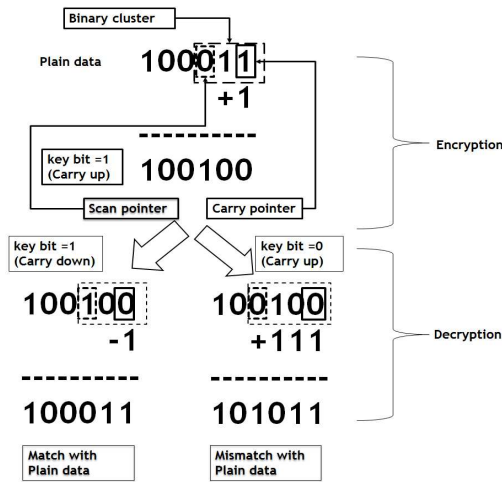 Binary cluster
Plain data
100011
+1
Encryption
key bit =1
(Carry up)
100100
Scan pointer
Carry pointer
key bit =1
(Carry down)
key bit =0
(Carry up)
100100
100100
-1
+111
Decryption
100011
101011
Match with
Plain data
Mismatch with
Plain data